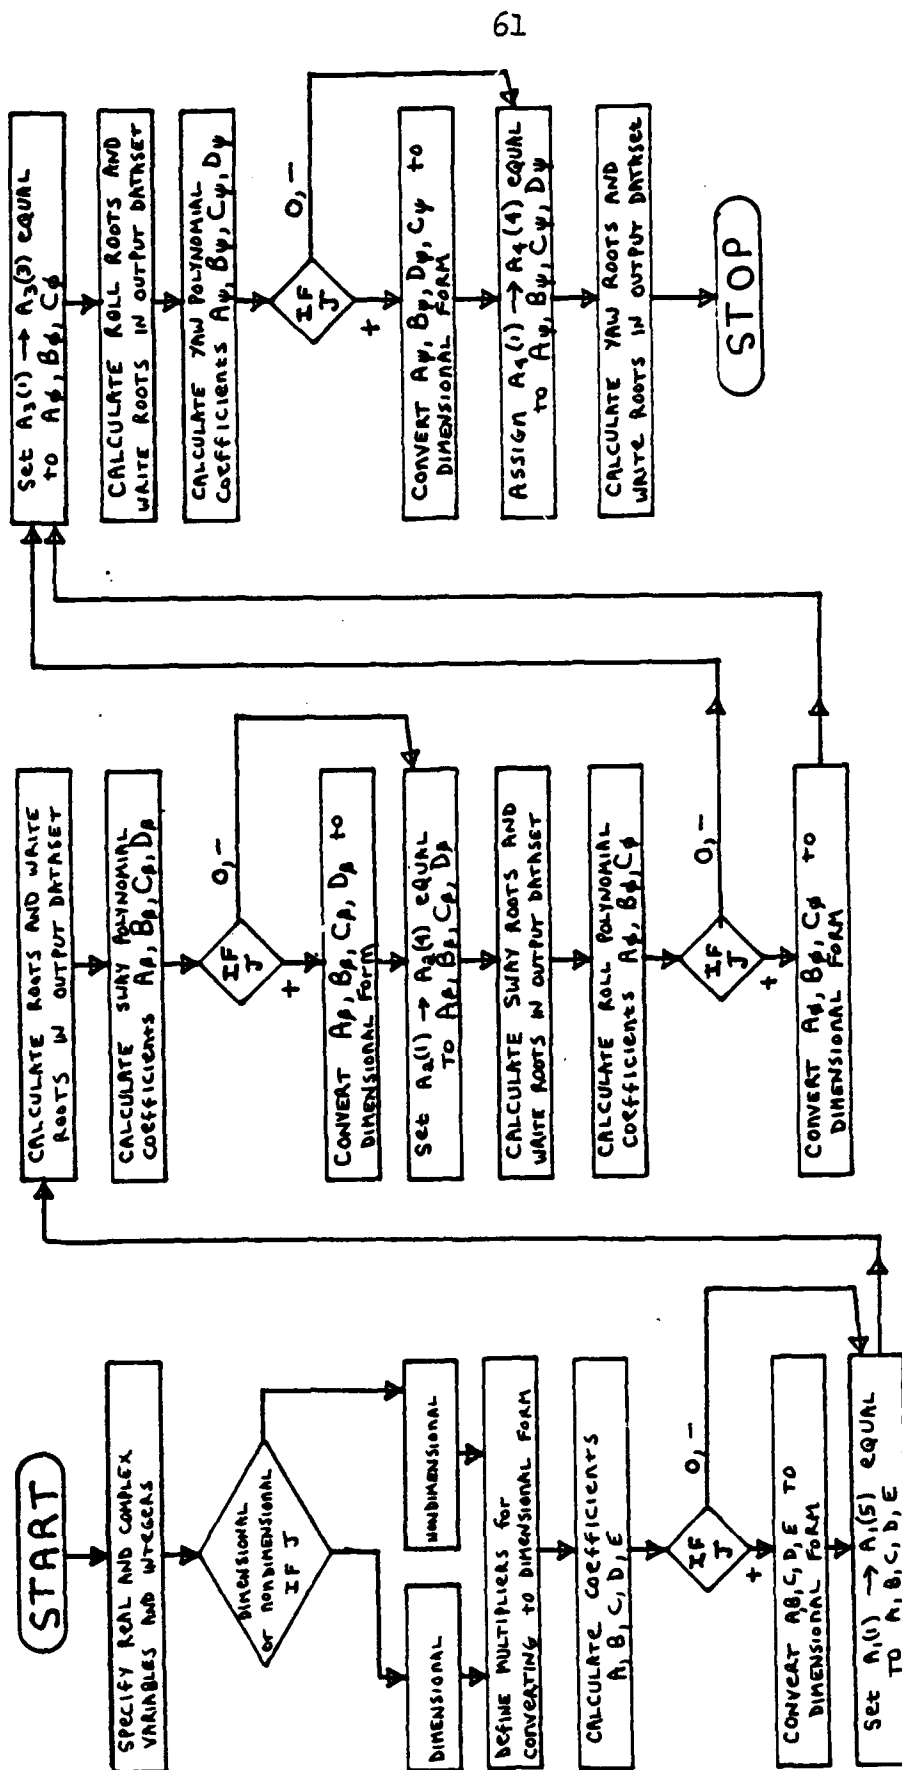 61
START
SPECIFY REAL AND COMPLEX
VARIABLES AND INTEGERS
DIMENSIONAL
or NONDIMENSIONAL
IF J
DIMENSIONAL
NONDIMENSIONAL
DEFINE MULTIPLIERS for
CONVERTING TO DIMENSIONAL FORM
CALCULATE COEFFICIENTS
A, B, C, D, E
IF
J
0, -
+
CONVERT A, B, C, D, E TO
DIMENSIONAL FORM
Set A₁(1) → A₁(5) EQUAL
TO A, B, C, D, E
CALCULATE ROOTS AND WRITE
ROOTS IN OUTPUT DATASET
CALCULATE SWAY POLYNOMIAL
Coefficients Aβ, Bβ, Cβ, Dβ
IF
J
0, -
+
CONVERT Aβ, Bβ, Cβ, Dβ to
DIMENSIONAL Form
Set A₂(1) → A₂(4) EQUAL
TO Aβ, Bβ, Cβ, Dβ
CALCULATE SWAY ROOTS AND
WRITE ROOTS IN OUTPUT DATASET
CALCULATE ROLL POLYNOMIAL
Coefficients Aϕ, Bϕ, Cϕ
IF
J
0, -
+
CONVERT Aϕ, Bϕ, Cϕ to
DIMENSIONAL FORM
Set A₃(1) → A₃(3) EQUAL
to Aϕ, Bϕ, Cϕ
CALCULATE ROLL ROOTS AND
WRITE ROOTS IN OUTPUT DATASET
CALCULATE YAW POLYNOMIAL
Coefficients Aψ, Bψ, Cψ, Dψ
IF
J
0, -
+
CONVERT Aψ, Bψ, Dψ, Cψ to
DIMENSIONAL FORM
ASSIGN A₄(1) → A₄(4) EQUAL
TO Aψ, Bψ, Cψ, Dψ
CALCULATE YAW ROOTS AND
WRITE ROOTS IN OUTPUT DATASET
STOP